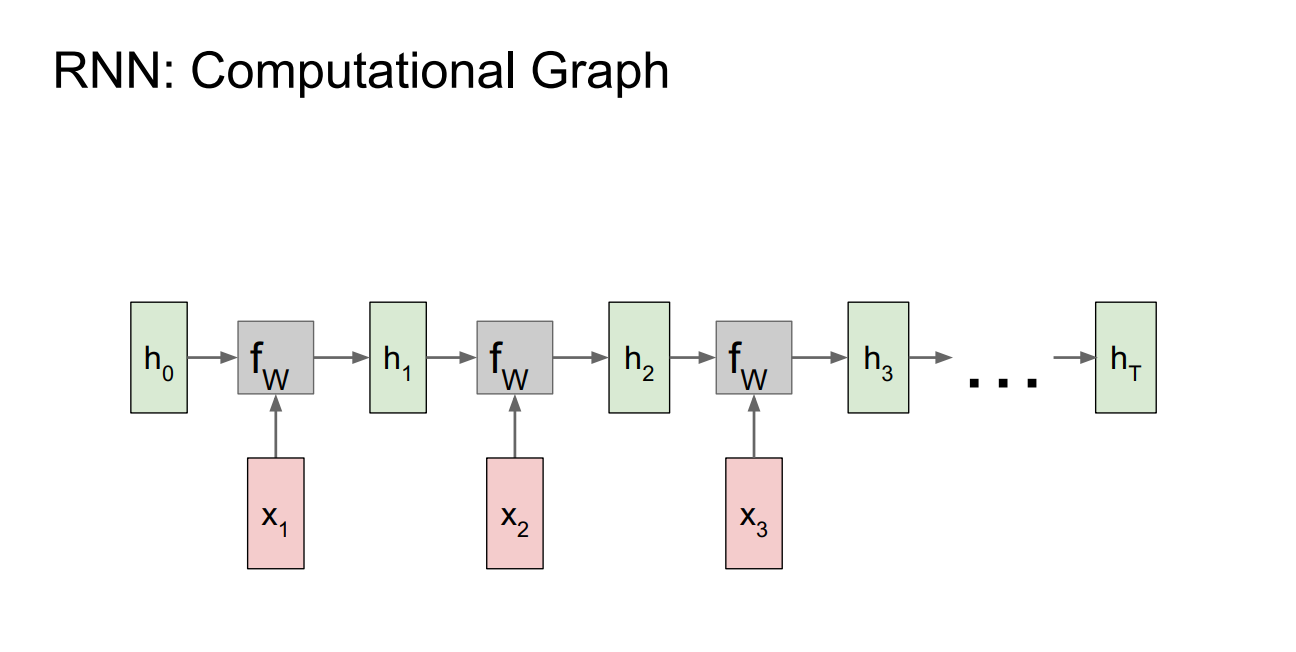 RNN: Computational Graph
h0 fW h1 fW h2 fW h3 ... hT
x1 x2 x3